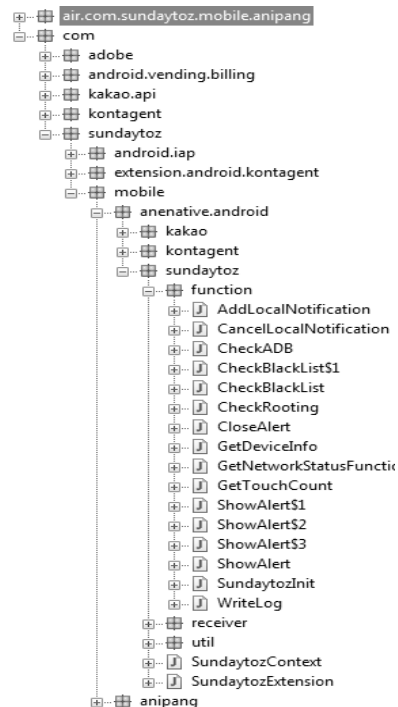 air.com.sundaytoz.mobile.anipang
com
adobe
android.vending.billing
kakao.api
kontagent
sundaytoz
android.iap
extension.android.kontagent
mobile
anenative.android
kakao
kontagent
sundaytoz
function
AddLocalNotification
CancelLocalNotification
CheckADB
CheckBlackList$1
CheckBlackList
CheckRooting
CloseAlert
GetDeviceInfo
GetNetworkStatusFunctio
GetTouchCount
ShowAlert$1
ShowAlert$2
ShowAlert$3
ShowAlert
SundaytozInit
WriteLog
receiver
util
SundaytozContext
SundaytozExtension
anipang